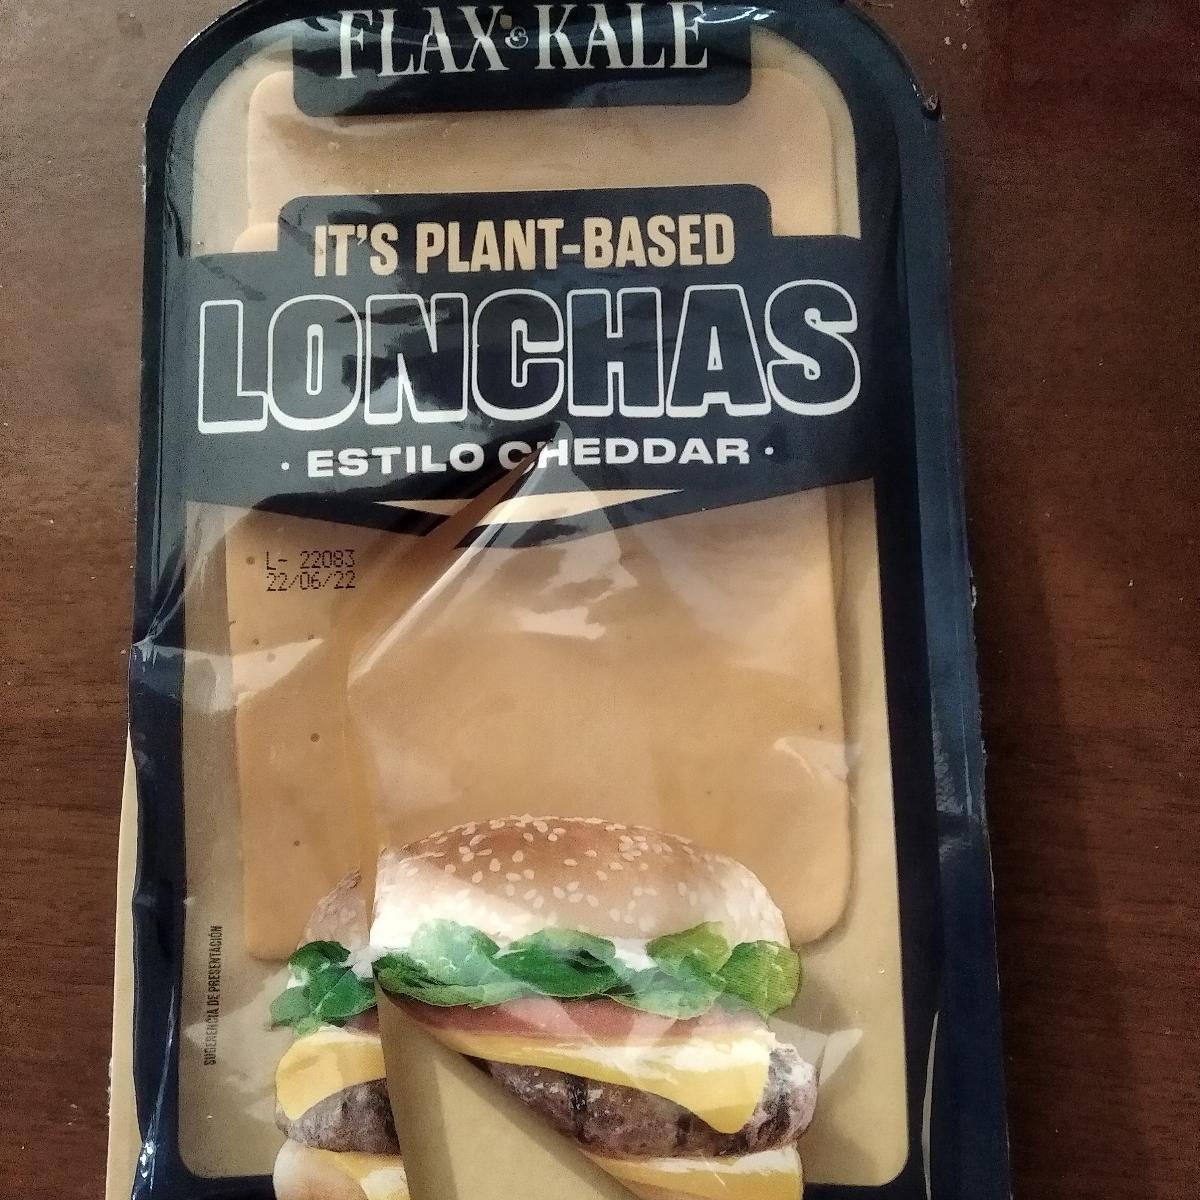 FLAX & KALE
IT'S PLANT-BASED
LONCHAS
· ESTILO CHEDDAR ·
L- 22083
22/06/22
SUGERENCIA DE PRESENTACIÓN